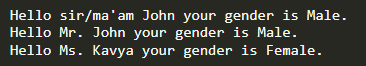 Hello sir/ma'am John your gender is Male.
Hello Mr. John your gender is Male.
Hello Ms. Kavya your gender is Female.